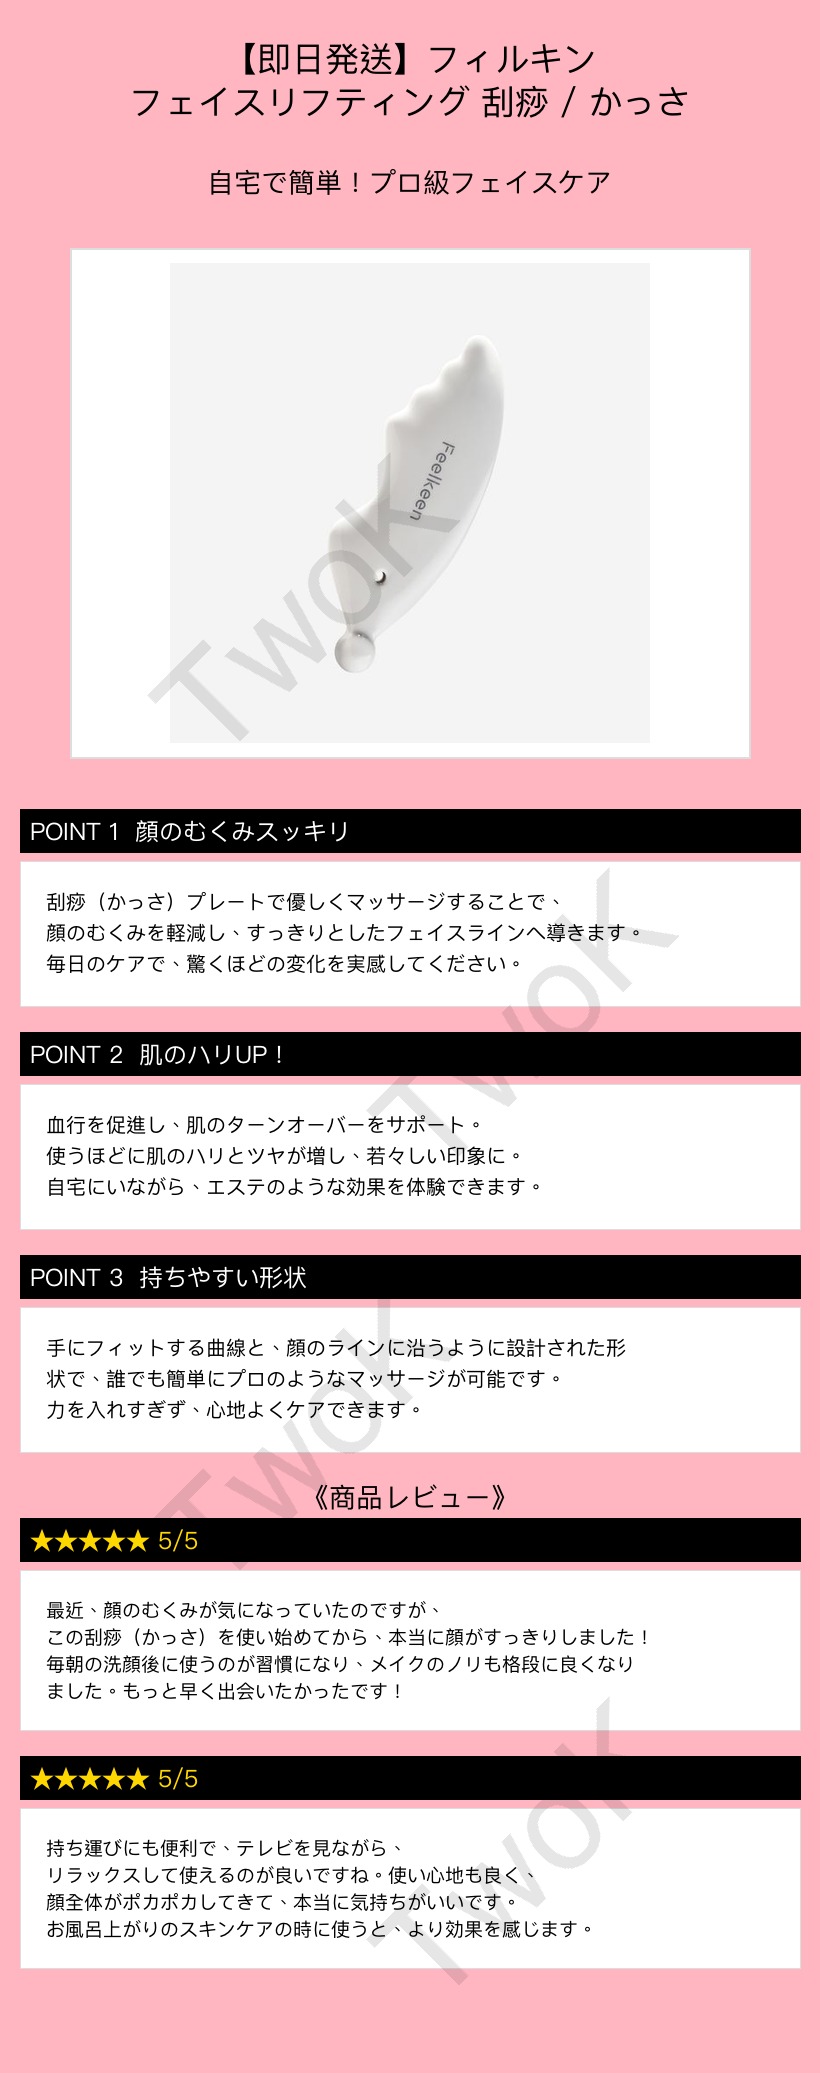 【即日発送】フィルキン
フェイスリフティング 刮痧 / かっさ
自宅で簡単！プロ級フェイスケア
Feelkeen
TwoK
POINT 1 顔のむくみスッキリ
刮痧（かっさ）プレートで優しくマッサージすることで、
顔のむくみを軽減し、すっきりとしたフェイスラインへ導きます。
毎日のケアで、驚くほどの変化を実感してください。
TwoK
POINT 2 肌のハリUP！
血行を促進し、肌のターンオーバーをサポート。
使うほどに肌のハリとツヤが増し、若々しい印象に。
自宅にいながら、エステのような効果を体験できます。
POINT 3 持ちやすい形状
手にフィットする曲線と、顔のラインに沿うように設計された形
状で、誰でも簡単にプロのようなマッサージが可能です。
力を入れすぎず、心地よくケアできます。
TwoK
《商品レビュー》
★★★★★ 5/5
最近、顔のむくみが気になっていたのですが、
この刮痧（かっさ）を使い始めてから、本当に顔がすっきりしました！
毎朝の洗顔後に使うのが習慣になり、メイクのノリも格段に良くなり
ました。もっと早く出会いたかったです！
★★★★★ 5/5
持ち運びにも便利で、テレビを見ながら、
リラックスして使えるのが良いですね。使い心地も良く、
顔全体がポカポカしてきて、本当に気持ちがいいです。
お風呂上がりのスキンケアの時に使うと、より効果を感じます。
TwoK